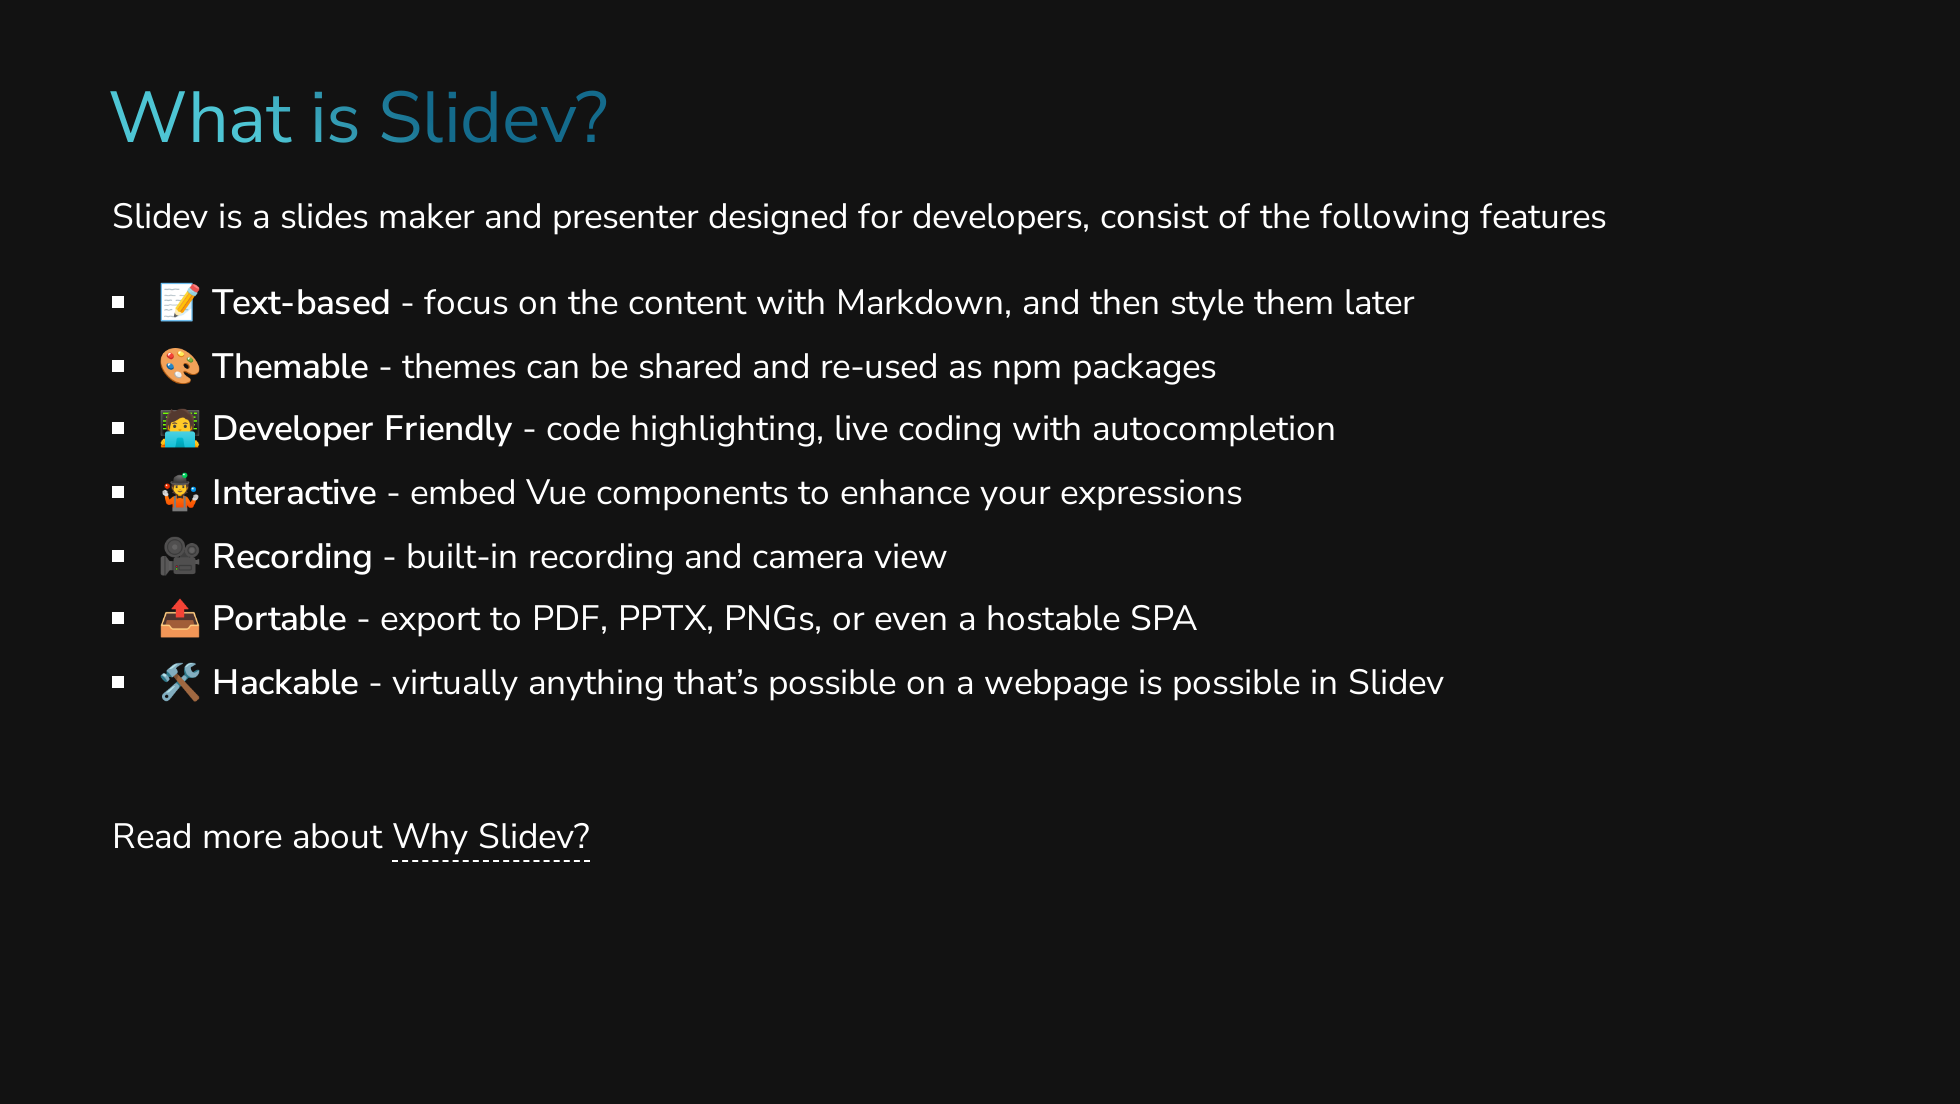 What is Slidev?
Slidev is a slides maker and presenter designed for developers, consist of the following features
📝 Text-based - focus on the content with Markdown, and then style them later
🎨 Themable - themes can be shared and re-used as npm packages
🧑‍💻 Developer Friendly - code highlighting, live coding with autocompletion
🤹 Interactive - embed Vue components to enhance your expressions
🎥 Recording - built-in recording and camera view
📤 Portable - export to PDF, PPTX, PNGs, or even a hostable SPA
🛠 Hackable - virtually anything that’s possible on a webpage is possible in Slidev
Read more about Why Slidev?